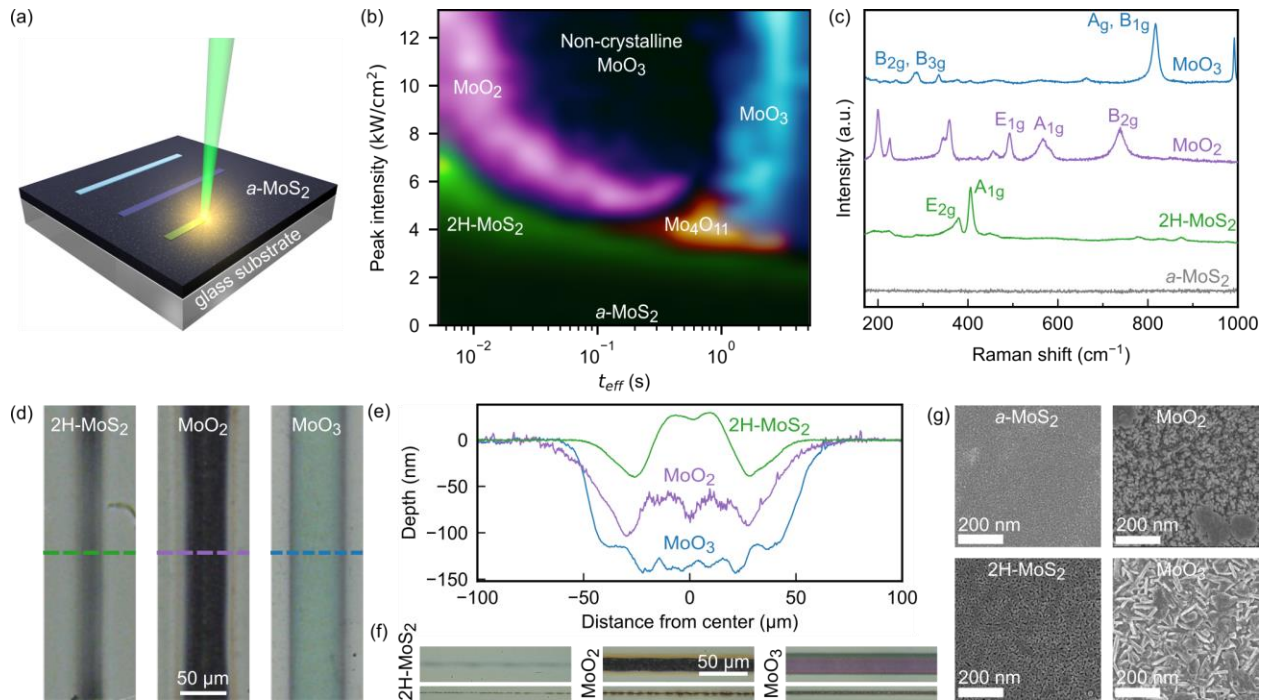 (a)
a-MoS₂
glass substrate
(b)
Peak intensity (kW/cm²)
12
10
8
6
4
2
0
Non-crystalline
MoO₃
MoO₂
MoO₃
2H-MoS₂
Mo₄O₁₁
a-MoS₂
10⁻²
10⁻¹
10⁰
t_eff (s)
(c)
Intensity (a.u.)
A_g, B₁g
B₂g, B₃g
MoO₃
E₁g
A₁g
B₂g
MoO₂
A₁g
E₂g
2H-MoS₂
a-MoS₂
200 400 600 800 1000
Raman shift (cm⁻¹)
(d)
2H-MoS₂
MoO₂
MoO₃
50 µm
(e)
Depth (nm)
0
−50
−100
−150
2H-MoS₂
MoO₂
MoO₃
−100 −50 0 50 100
Distance from center (µm)
(f)
2H-MoS₂
MoO₂
50 µm
MoO₃
(g)
a-MoS₂
200 nm
MoO₂
200 nm
2H-MoS₂
200 nm
MoO₃
200 nm